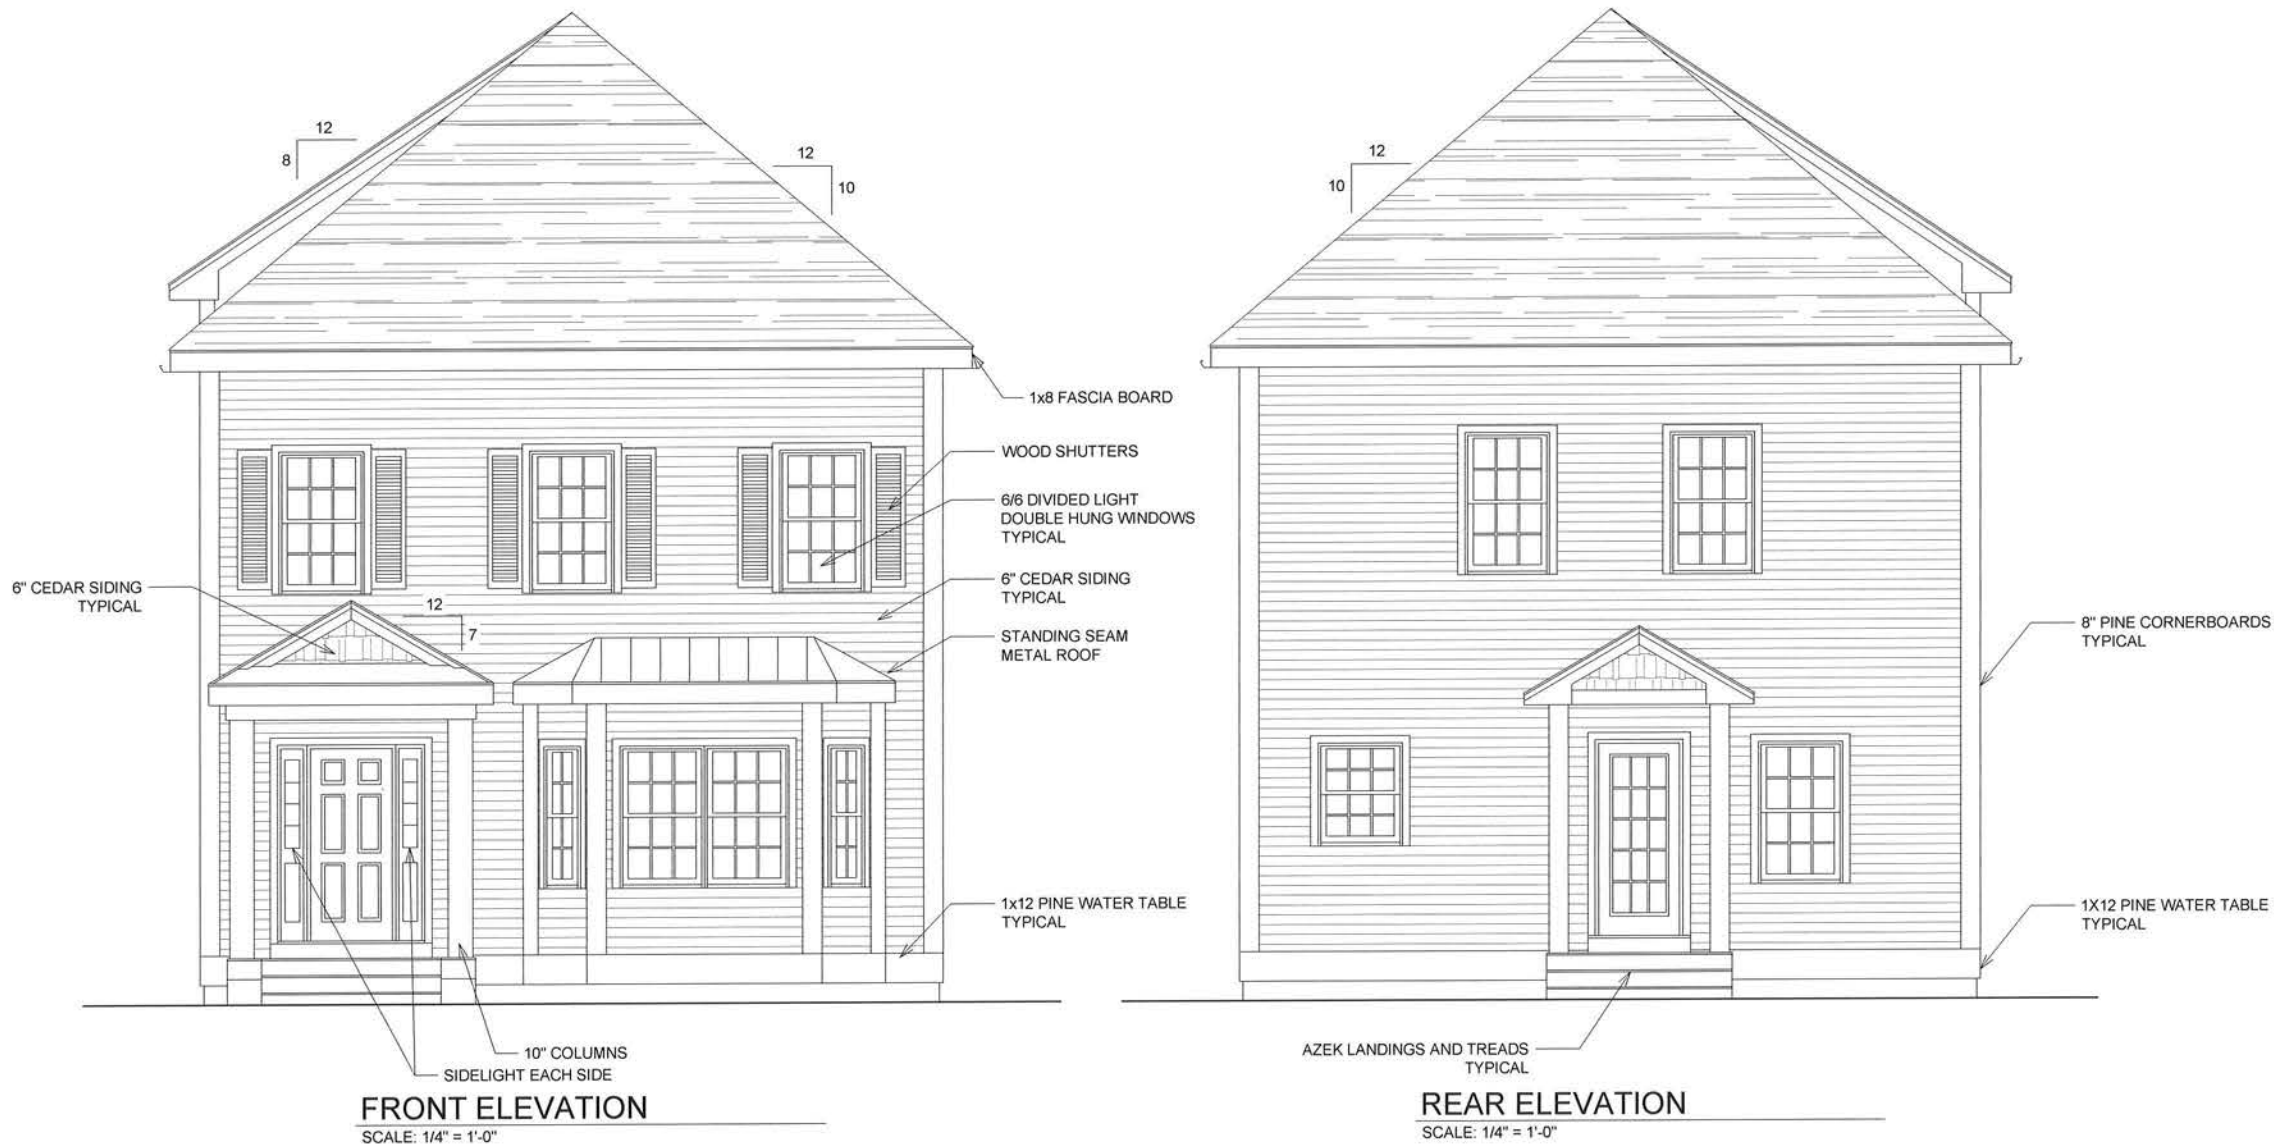 12
8
12
10
1x8 FASCIA BOARD
WOOD SHUTTERS
6/6 DIVIDED LIGHT
DOUBLE HUNG WINDOWS
TYPICAL
6" CEDAR SIDING
TYPICAL
6" CEDAR SIDING
TYPICAL
12
7
STANDING SEAM
METAL ROOF
1x12 PINE WATER TABLE
TYPICAL
10" COLUMNS
SIDELIGHT EACH SIDE
FRONT ELEVATION
SCALE: 1/4" = 1'-0"
12
10
8" PINE CORNERBOARDS
TYPICAL
1X12 PINE WATER TABLE
TYPICAL
AZEK LANDINGS AND TREADS
TYPICAL
REAR ELEVATION
SCALE: 1/4" = 1'-0"